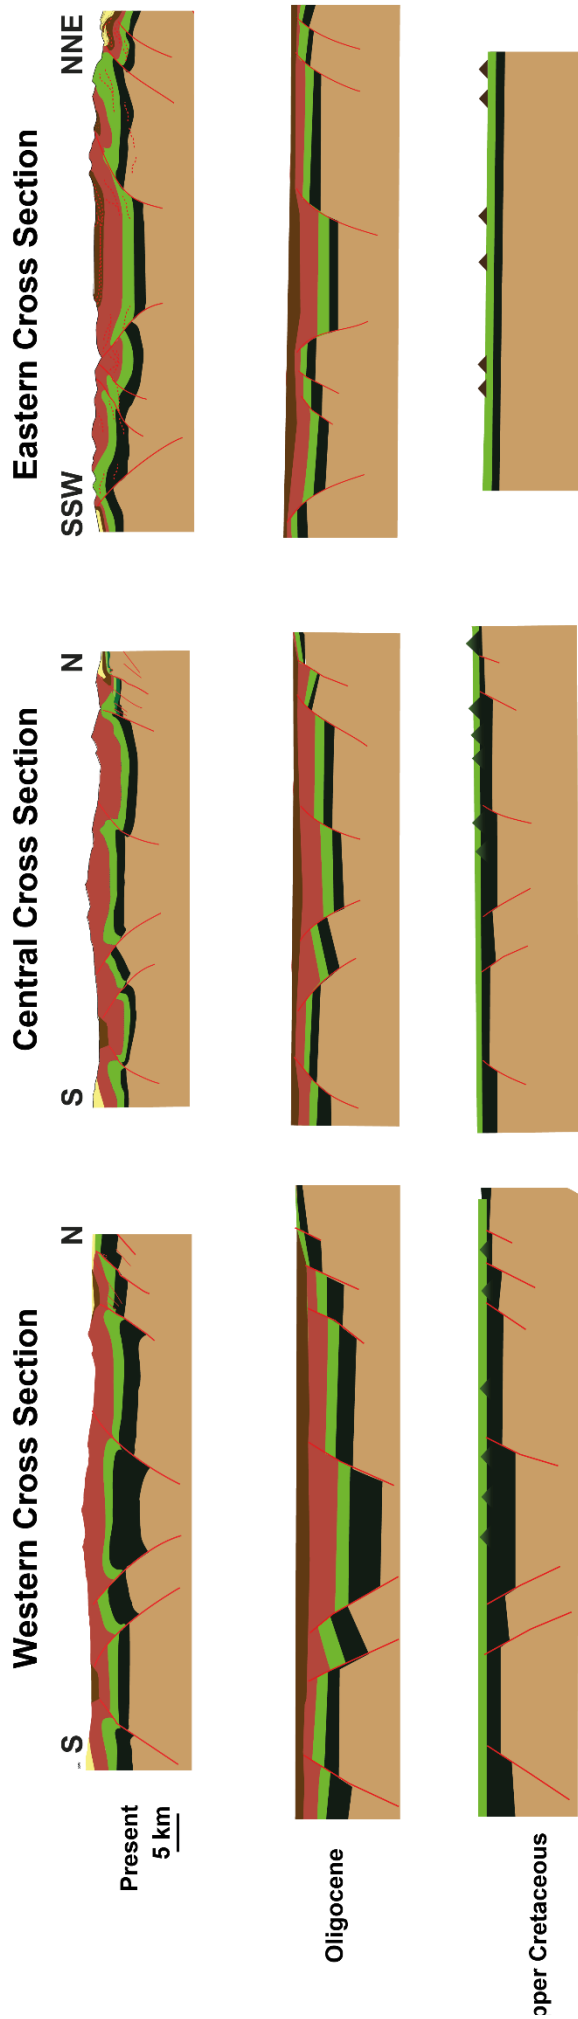 Western Cross Section
Central Cross Section
Eastern Cross Section
S
N
S
N
SSW
NNE
Present
5 km
Oligocene
pper Cretaceous